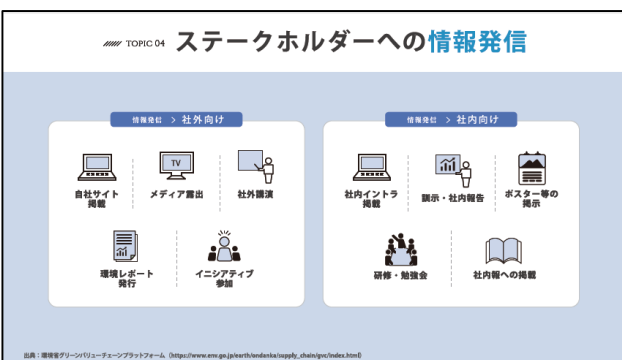 TOPIC 04 ステークホルダーへの情報発信
情報発信 > 社外向け
自社サイト
掲載
TV
メディア露出
社外講演
環境レポート
発行
イニシアティブ
参加
情報発信 > 社内向け
社内イントラ
掲載
訓示・社内報告
ポスター等の
掲示
研修・勉強会
社内報への掲載
出典：環境省グリーンバリューチェーンプラットフォーム（https://www.env.go.jp/earth/ondanka/supply_chain/gvc/index.html）